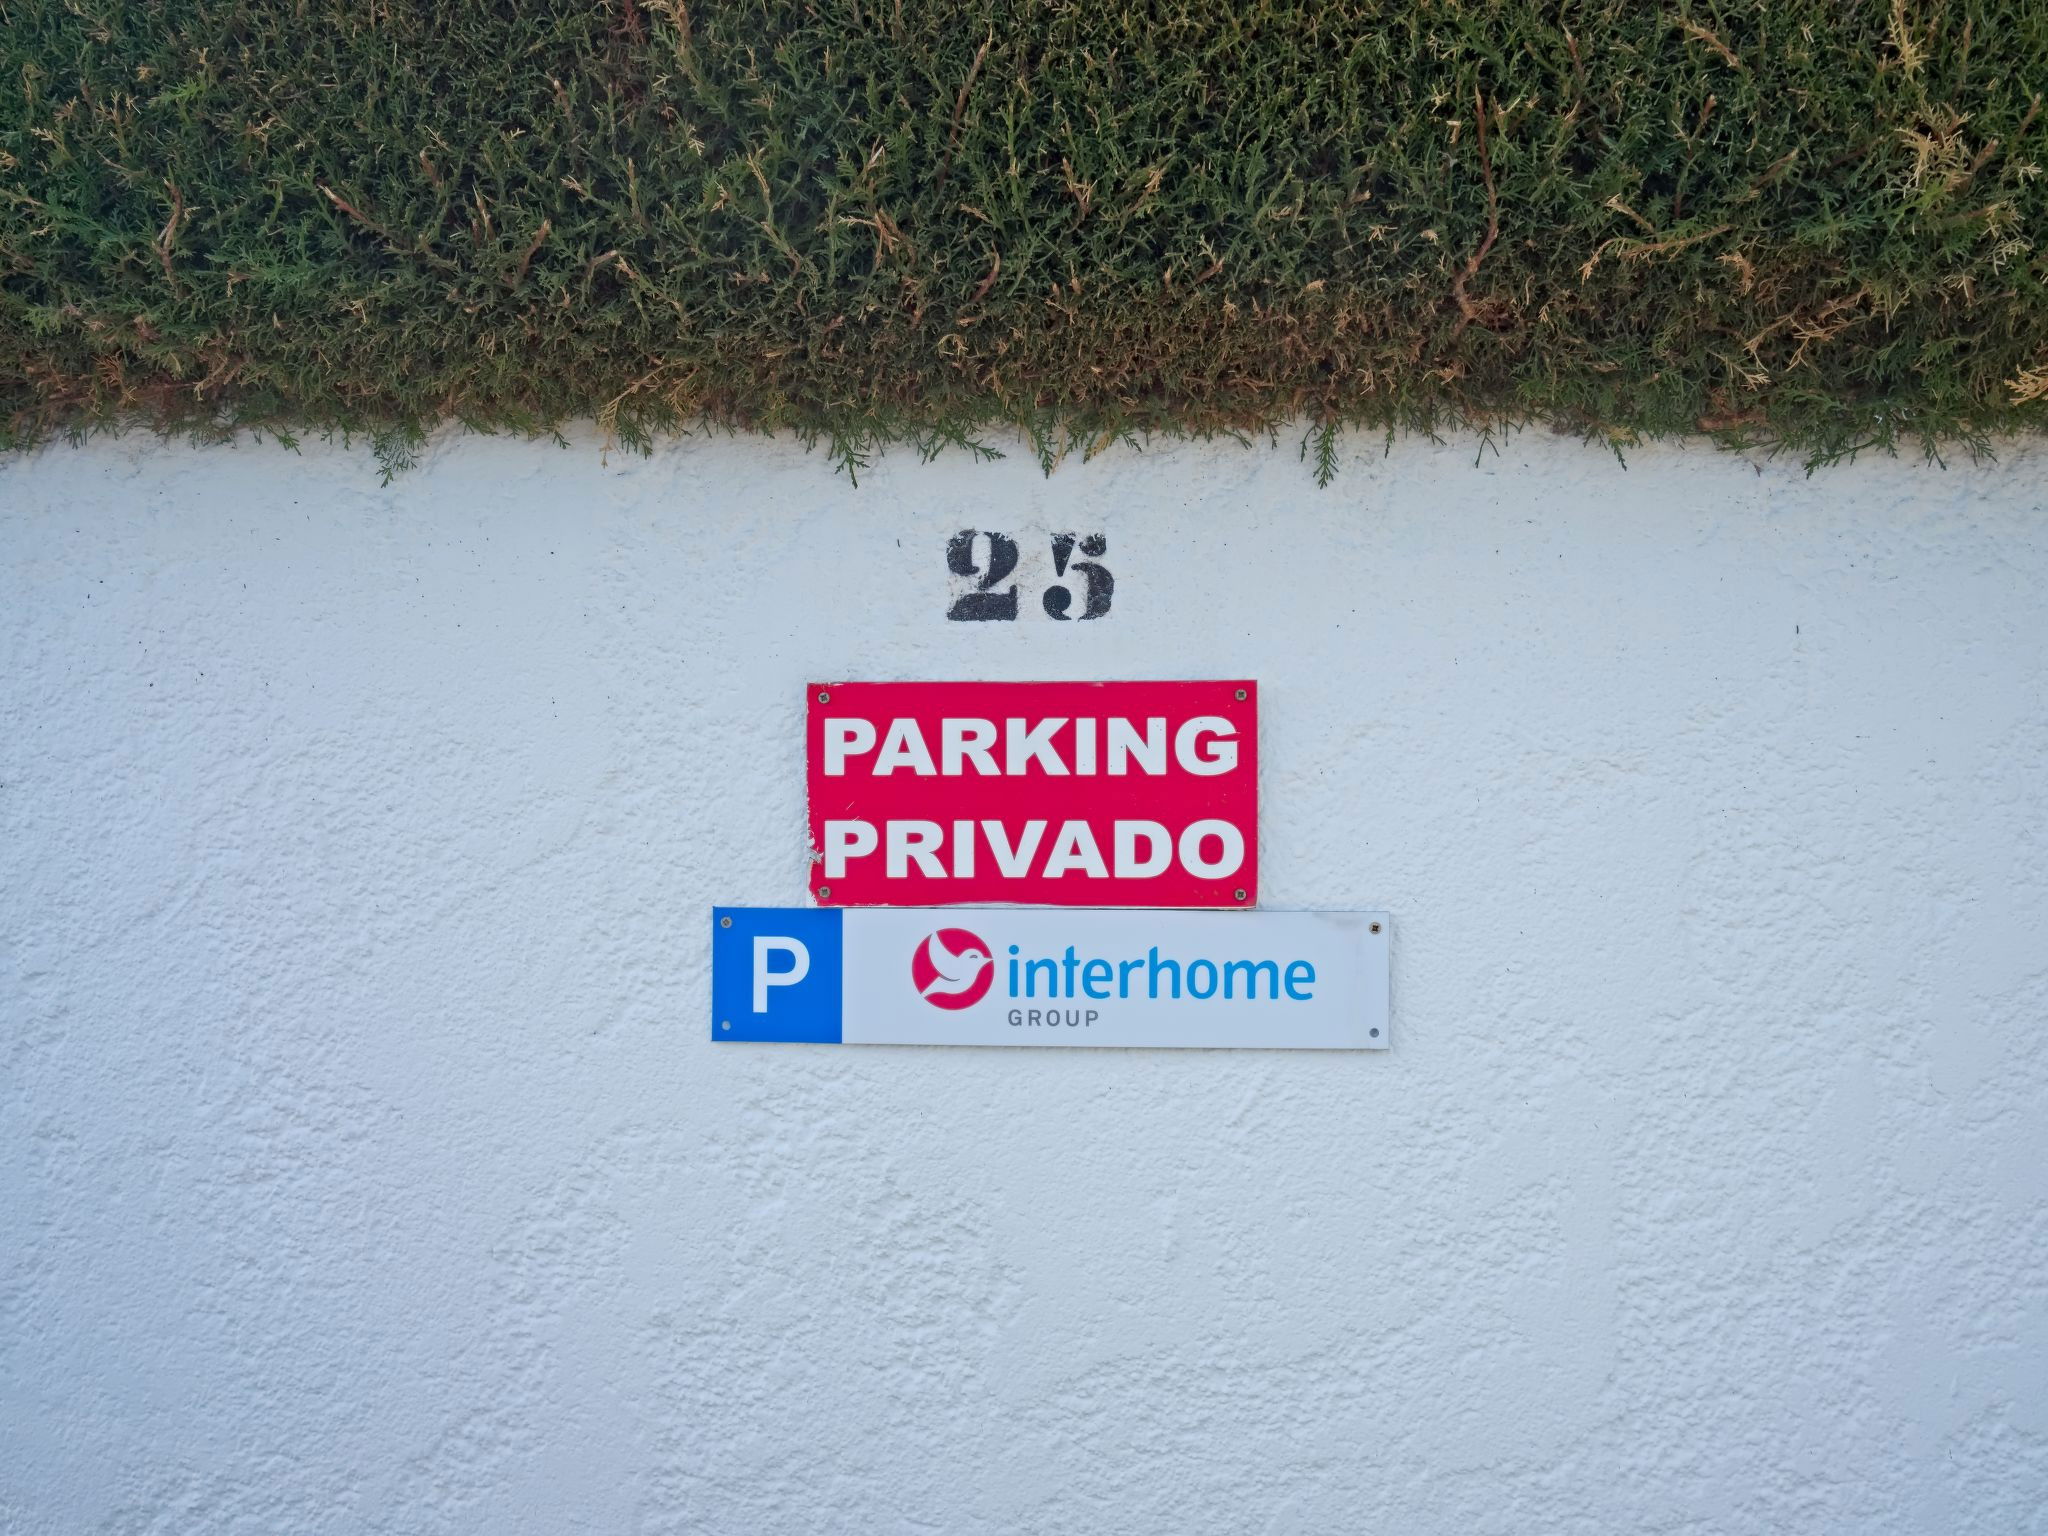 25
PARKING
PRIVADO
P interhome
GROUP